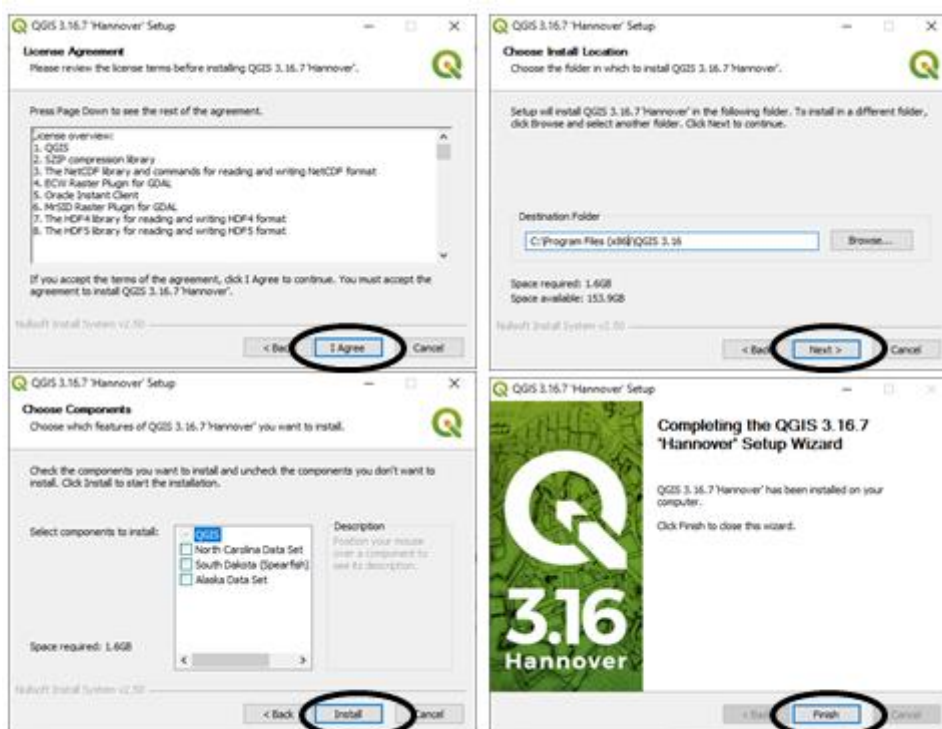 QGIS 3.16.7 'Hannover' Setup
License Agreement
Please review the license terms before installing QGIS 3.16.7 'Hannover'.
Press Page Down to see the rest of the agreement.
License overview:
1. QGIS
2. SZIP compression library
3. The NetCDF library and commands for reading and writing NetCDF format
4. ECW Raster Plugin for GDAL
5. Oracle Instant Client
6. MrSID Raster Plugin for GDAL
7. The HDF4 library for reading and writing HDF4 format
8. The HDF5 library for reading and writing HDF5 format
If you accept the terms of the agreement, click I Agree to continue. You must accept the
agreement to install QGIS 3.16.7 'Hannover'.
Nullsoft Install System v2.50
< Back
I Agree
Cancel
QGIS 3.16.7 'Hannover' Setup
Choose Install Location
Choose the folder in which to install QGIS 3.16.7 'Hannover'.
Setup will install QGIS 3.16.7 'Hannover' in the following folder. To install in a different folder,
click Browse and select another folder. Click Next to continue.
Destination Folder
C:\Program Files (x86)\QGIS 3.16
Browse...
Space required: 1.6GB
Space available: 153.9GB
Nullsoft Install System v2.50
< Back
Next >
Cancel
QGIS 3.16.7 'Hannover' Setup
Choose Components
Choose which features of QGIS 3.16.7 'Hannover' you want to install.
Check the components you want to install and uncheck the components you don't want to
install. Click Install to start the installation.
Select components to install:
QGIS
North Carolina Data Set
South Dakota (Spearfish)
Alaska Data Set
Description
Position your mouse
over a component to
see its description.
Space required: 1.6GB
Nullsoft Install System v2.50
< Back
Install
Cancel
QGIS 3.16.7 'Hannover' Setup
3.16
Hannover
Completing the QGIS 3.16.7
'Hannover' Setup Wizard
QGIS 3.16.7 'Hannover' has been installed on your
computer.
Click Finish to close this wizard.
< Back
Finish
Cancel